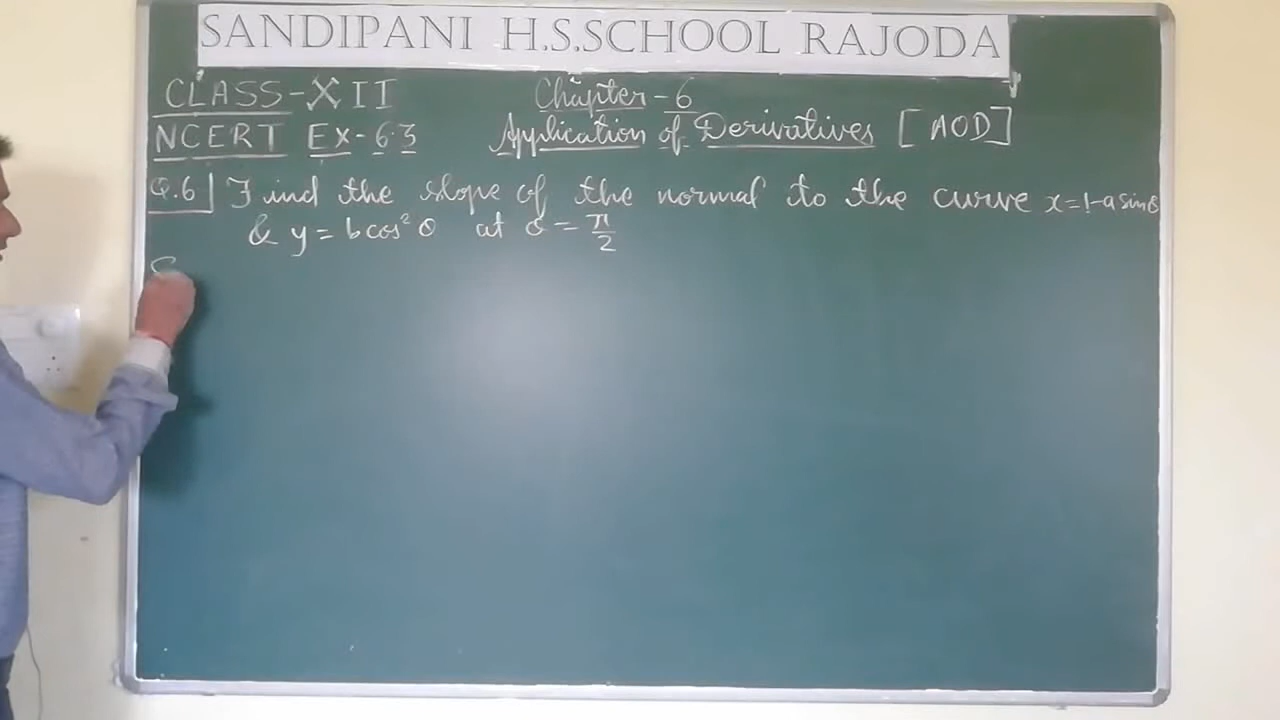 SANDIPANI H.S.SCHOOL RAJODA
CLASS-XII Chapter-6
NCERT Ex-6.3 Application of Derivatives [AOD]
Q.6 Find the slope of the normal to the curve x=1-a sinθ
& y = b cos² θ at θ = π/2
S